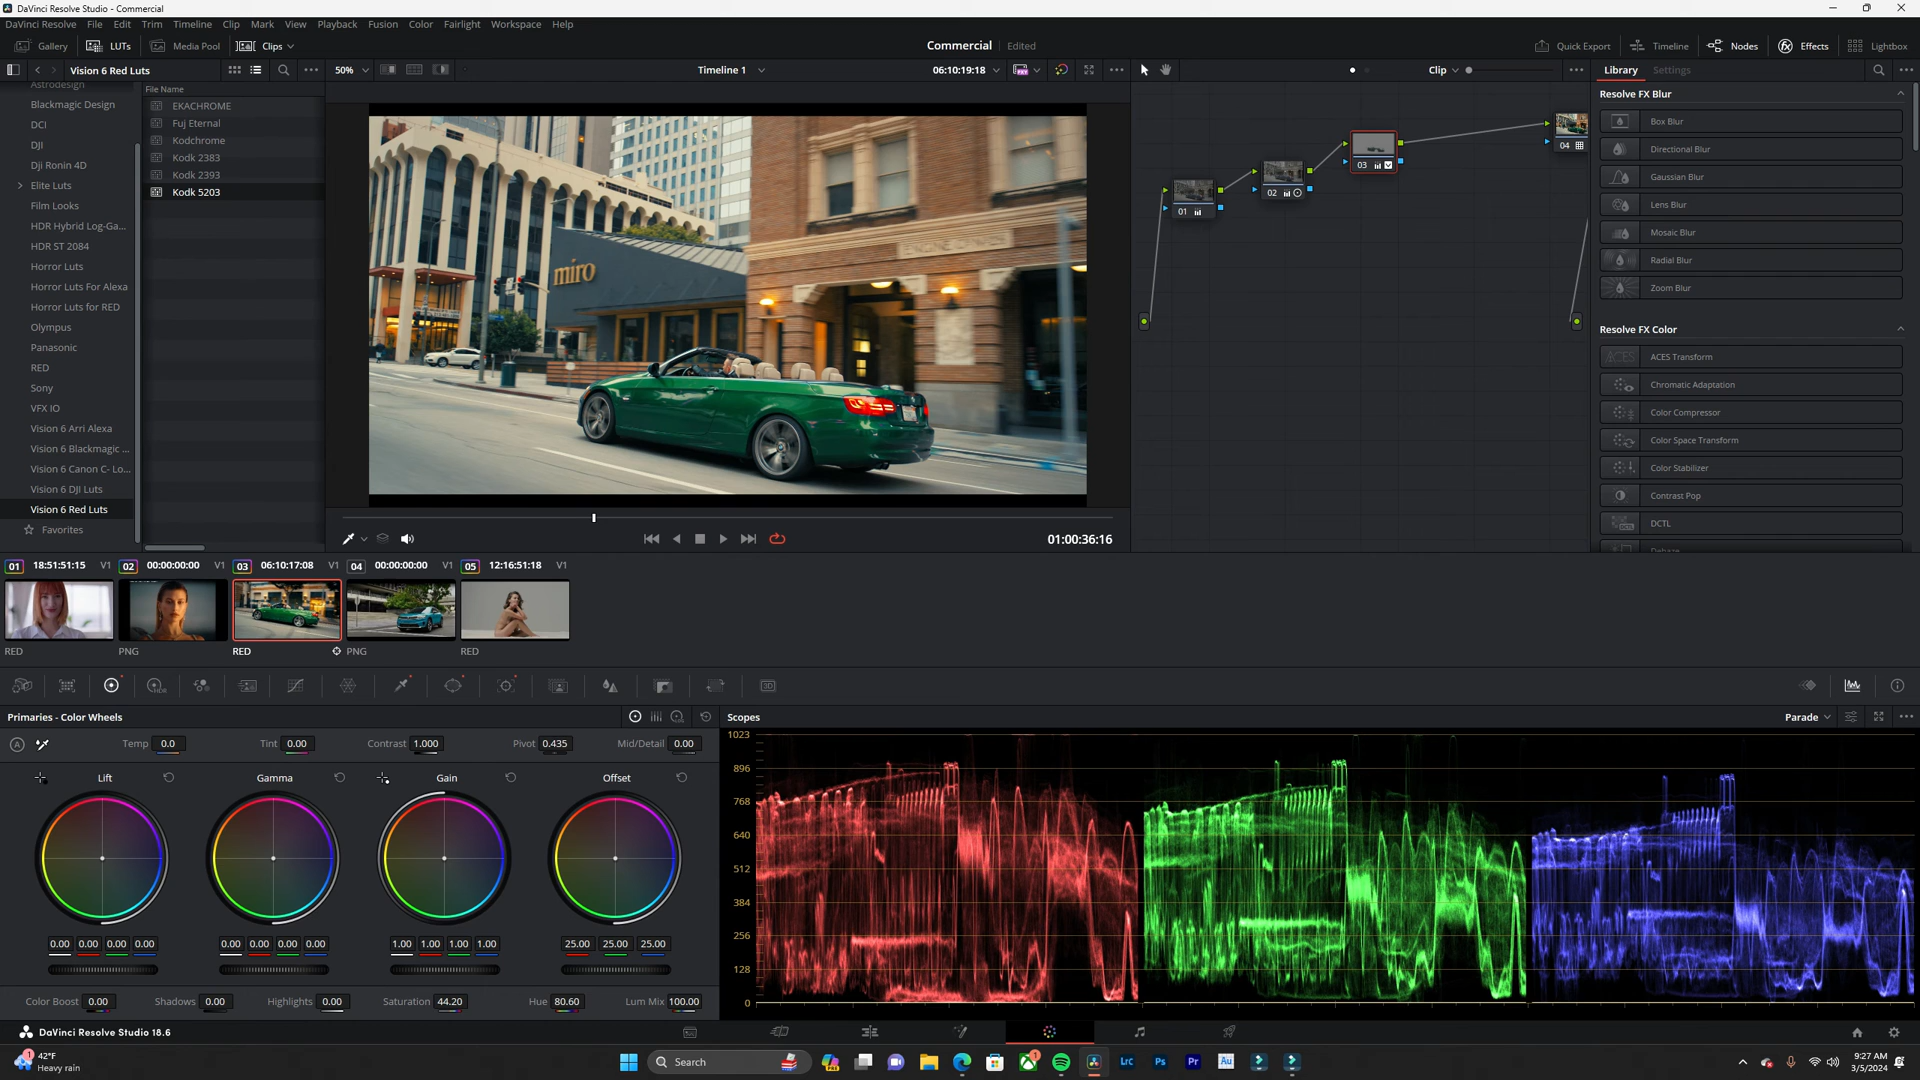 DaVinci Resolve Studio - Commercial
DaVinci Resolve File Edit Trim Timeline Clip Mark View Playback Fusion Color Fairlight Workspace Help
Gallery LUTs Media Pool Clips Commercial Edited Quick Export Timeline Nodes Effects Lightbox
Vision 6 Red Luts 50% Timeline 1 06:10:19:18 Clip Library Settings
Astrodesign
Blackmagic Design
DCI
DJI
Dji Ronin 4D
Elite Luts
Film Looks
HDR Hybrid Log-Ga...
HDR ST 2084
Horror Luts
Horror Luts For Alexa
Horror Luts for RED
Olympus
Panasonic
RED
Sony
VFX IO
Vision 6 Arri Alexa
Vision 6 Blackmagic ...
Vision 6 Canon C- Lo...
Vision 6 DJI Luts
Vision 6 Red Luts
Favorites
File Name
EKACHROME
Fuj Eternal
Kodchrome
Kodk 2383
Kodk 2393
Kodk 5203
miro
01:00:36:16
01
02
03
04
Resolve FX Blur
Box Blur
Directional Blur
Gaussian Blur
Lens Blur
Mosaic Blur
Radial Blur
Zoom Blur
Resolve FX Color
ACES Transform
Chromatic Adaptation
Color Compressor
Color Space Transform
Color Stabilizer
Contrast Pop
DCTL
Dehaze
01 18:51:51:15 V1 02 00:00:00:00 V1 03 06:10:17:08 V1 04 00:00:00:00 V1 05 12:16:51:18 V1
RED PNG RED PNG RED
Primaries - Color Wheels
Temp 0.0 Tint 0.00 Contrast 1.000 Pivot 0.435 Mid/Detail 0.00
Lift Gamma Gain Offset
0.00 0.00 0.00 0.00 0.00 0.00 0.00 0.00 1.00 1.00 1.00 1.00 25.00 25.00 25.00
Color Boost 0.00 Shadows 0.00 Highlights 0.00 Saturation 44.20 Hue 80.60 Lum Mix 100.00
Scopes Parade
1023
896
768
640
512
384
256
128
0
DaVinci Resolve Studio 18.6
1 42°F
Heavy rain
Search
1
Lrc Ps Pr Au
9:27 AM
3/5/2024